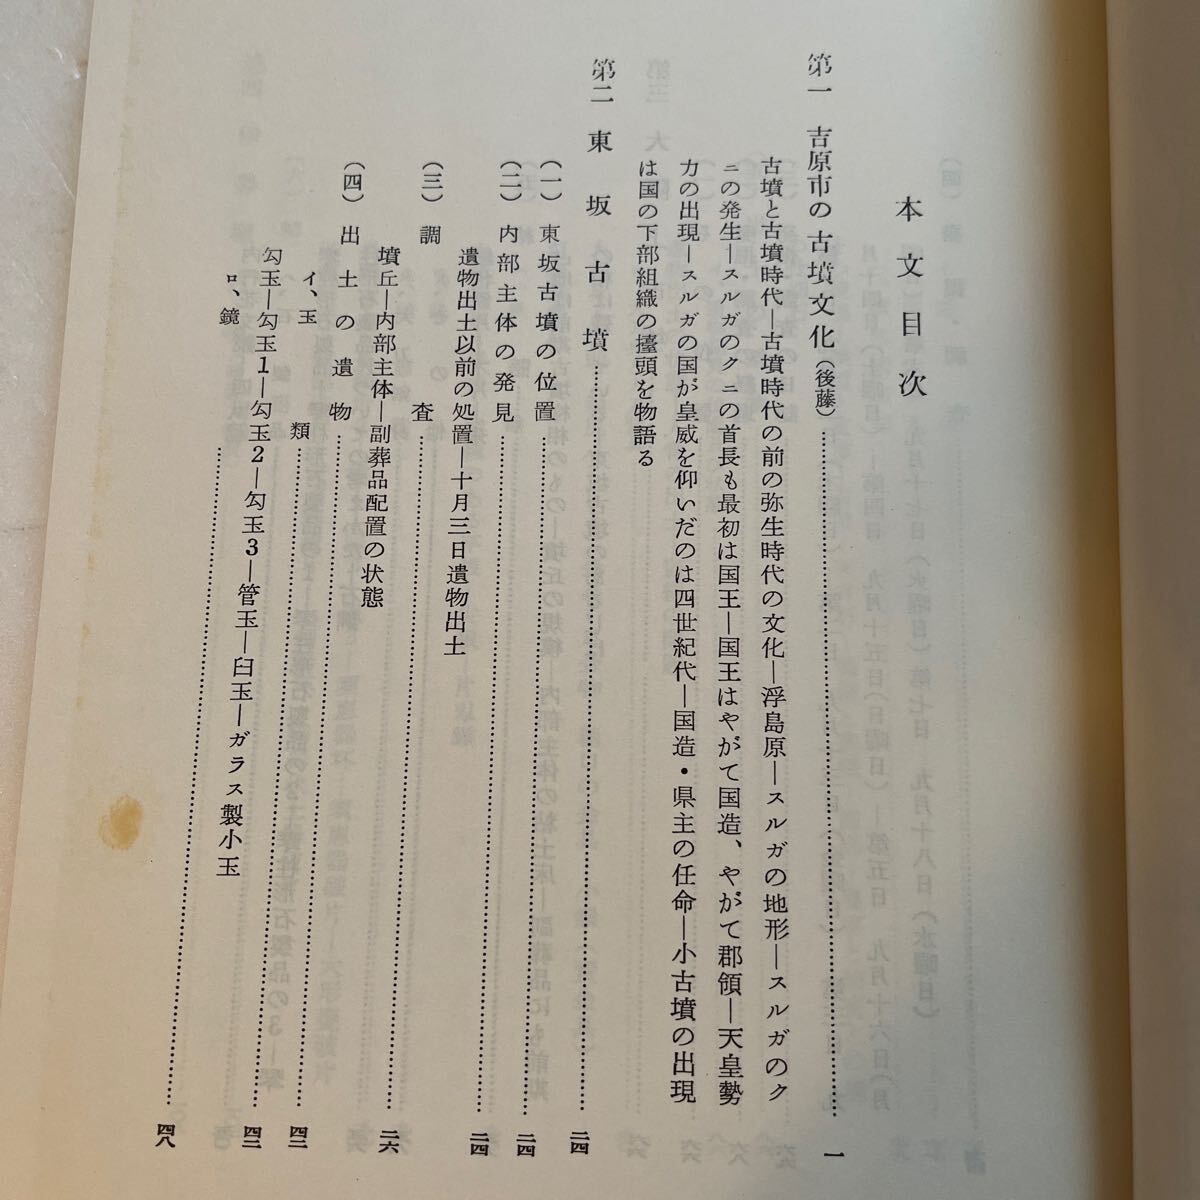 本文目次
第一　吉原市の古墳文化（後藤）……一
古墳と古墳時代―古墳時代の前の弥生時代の文化―浮島原―スルガの地形―スルガのク
ニの発生―スルガのクニの首長も最初は国王―国王はやがて国造、やがて郡領―天皇勢
力の出現―スルガの国が皇威を仰いだのは四世紀代―国造・県主の任命―小古墳の出現
は国の下部組織の擡頭を物語る
第二　東坂古墳……二四
（一）東坂古墳の位置……二四
（二）内部主体の発見……二四
遺物出土以前の処置―十月三日遺物出土
（三）調査……二六
墳丘―内部主体―副葬品配置の状態
（四）出土の遺物……四二
イ、玉類……四二
勾玉―勾玉1―勾玉2―勾玉3―管玉―臼玉―ガラス製小玉
ロ、鏡……四八